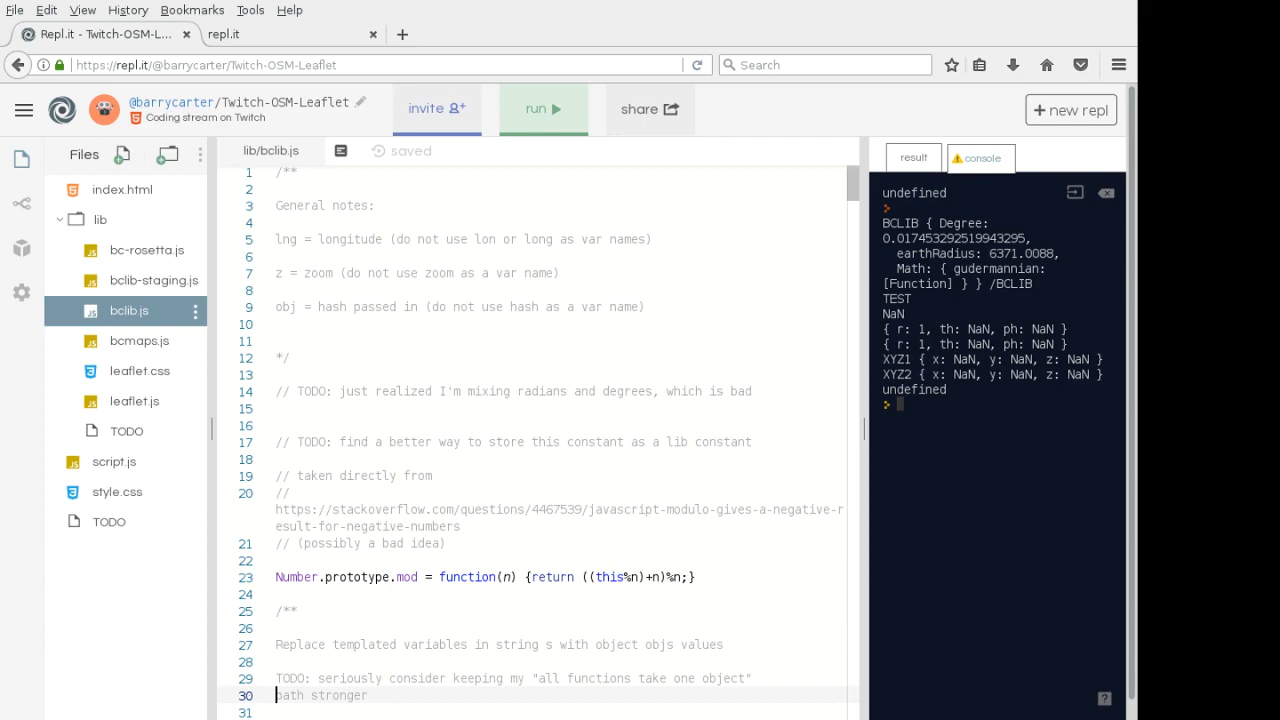 File Edit View History Bookmarks Tools Help
Repl.it - Twitch-OSM-L... × repl.it × +
https://repl.it/@barrycarter/Twitch-OSM-Leaflet Search
@barrycarter/Twitch-OSM-Leaflet
Coding stream on Twitch
invite run share + new repl
Files
index.html
lib
bc-rosetta.js
bclib-staging.js
bclib.js
bcmaps.js
leaflet.css
leaflet.js
TODO
script.js
style.css
TODO
lib/bclib.js saved
1 /**
2
3 General notes:
4
5 lng = longitude (do not use lon or long as var names)
6
7 z = zoom (do not use zoom as a var name)
8
9 obj = hash passed in (do not use hash as a var name)
10
11
12 */
13
14 // TODO: just realized I'm mixing radians and degrees, which is bad
15
16
17 // TODO: find a better way to store this constant as a lib constant
18
19 // taken directly from
20 //
https://stackoverflow.com/questions/4467539/javascript-modulo-gives-a-negative-r
esult-for-negative-numbers
21 // (possibly a bad idea)
22
23 Number.prototype.mod = function(n) {return ((this%n)+n)%n;}
24
25 /**
26
27 Replace templated variables in string s with object objs values
28
29 TODO: seriously consider keeping my "all functions take one object"
30 path stronger
31
result console
undefined
BCLIB { Degree:
0.017453292519943295,
earthRadius: 6371.0088,
Math: { gudermannian:
[Function] } } /BCLIB
TEST
NaN
{ r: 1, th: NaN, ph: NaN }
{ r: 1, th: NaN, ph: NaN }
XYZ1 { x: NaN, y: NaN, z: NaN }
XYZ2 { x: NaN, y: NaN, z: NaN }
undefined
>
?